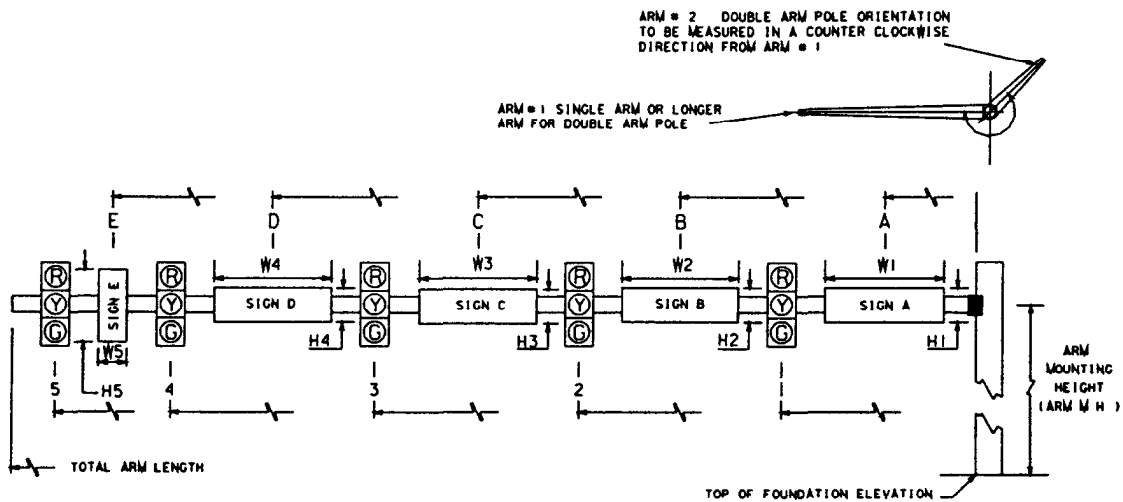 ARM # 2 DOUBLE ARM POLE ORIENTATION
TO BE MEASURED IN A COUNTER CLOCKWISE
DIRECTION FROM ARM # 1
ARM # 1 SINGLE ARM OR LONGER
ARM FOR DOUBLE ARM POLE
E D C B A
W4 W3 W2 W1
R R R R R
Y SIGN E Y SIGN D Y SIGN C Y SIGN B Y SIGN A
G G G G G
W5 H4 H3 H2 H1
H5
5 4 3 2 1
ARM
MOUNTING
HEIGHT
(ARM M H)
TOTAL ARM LENGTH
TOP OF FOUNDATION ELEVATION